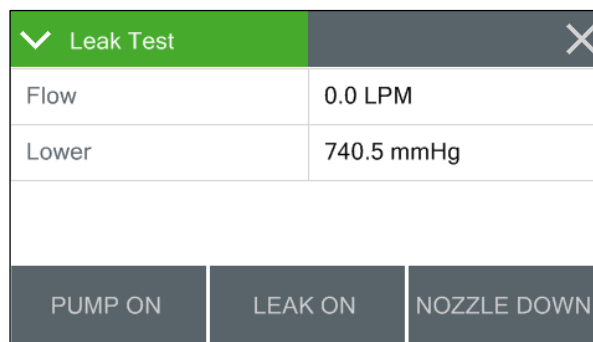 Leak Test
Flow 0.0 LPM
Lower 740.5 mmHg
PUMP ON LEAK ON NOZZLE DOWN